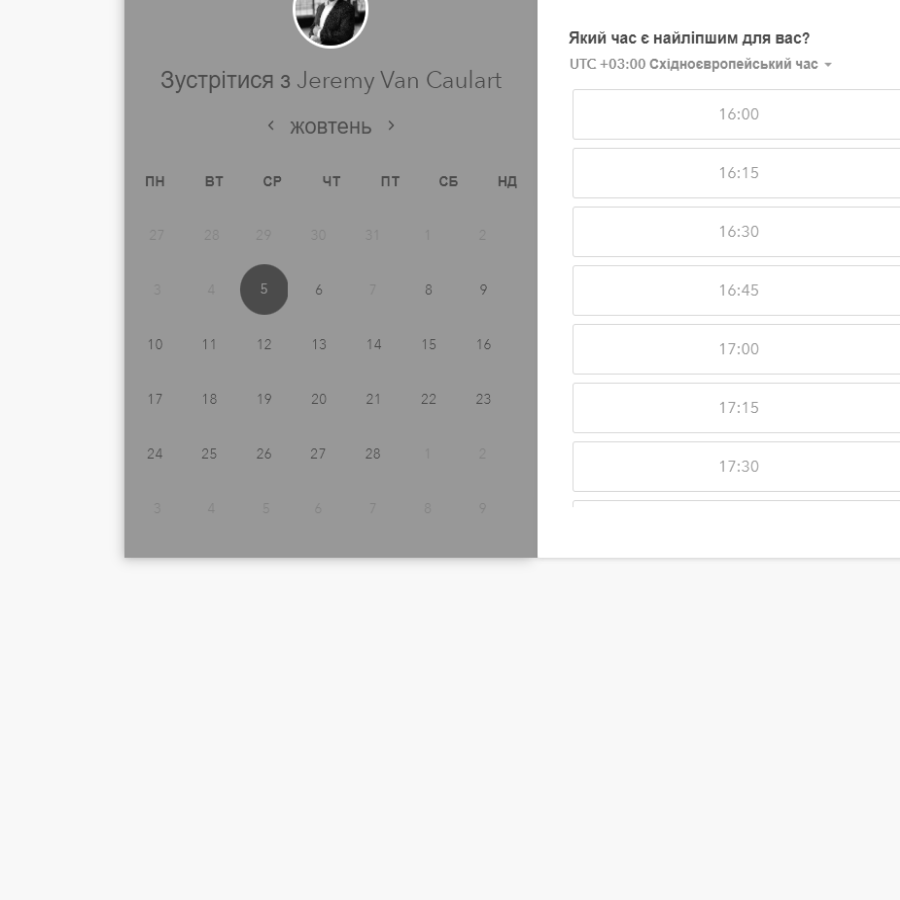 Зустрітися з Jeremy Van Caulart
жовтень
ПН ВТ СР ЧТ ПТ СБ НД
27 28 29 30 31 1 2
3 4 5 6 7 8 9
10 11 12 13 14 15 16
17 18 19 20 21 22 23
24 25 26 27 28 1 2
3 4 5 6 7 8 9
Який час є найліпшим для вас?
UTC +03:00 Східноєвропейський час
16:00
16:15
16:30
16:45
17:00
17:15
17:30